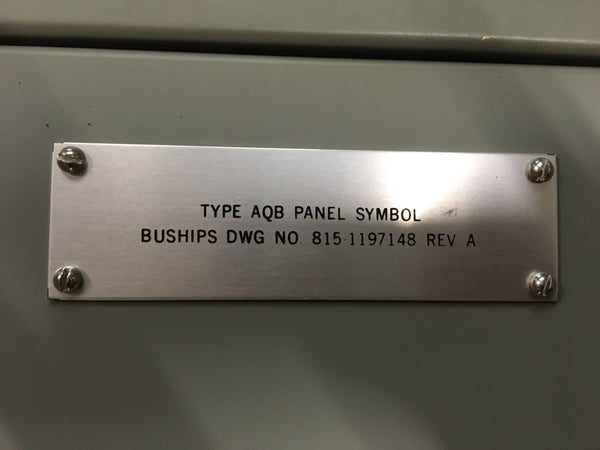 TYPE AQB PANEL SYMBOL
BUSHIPS DWG NO. 815-1197148 REV A